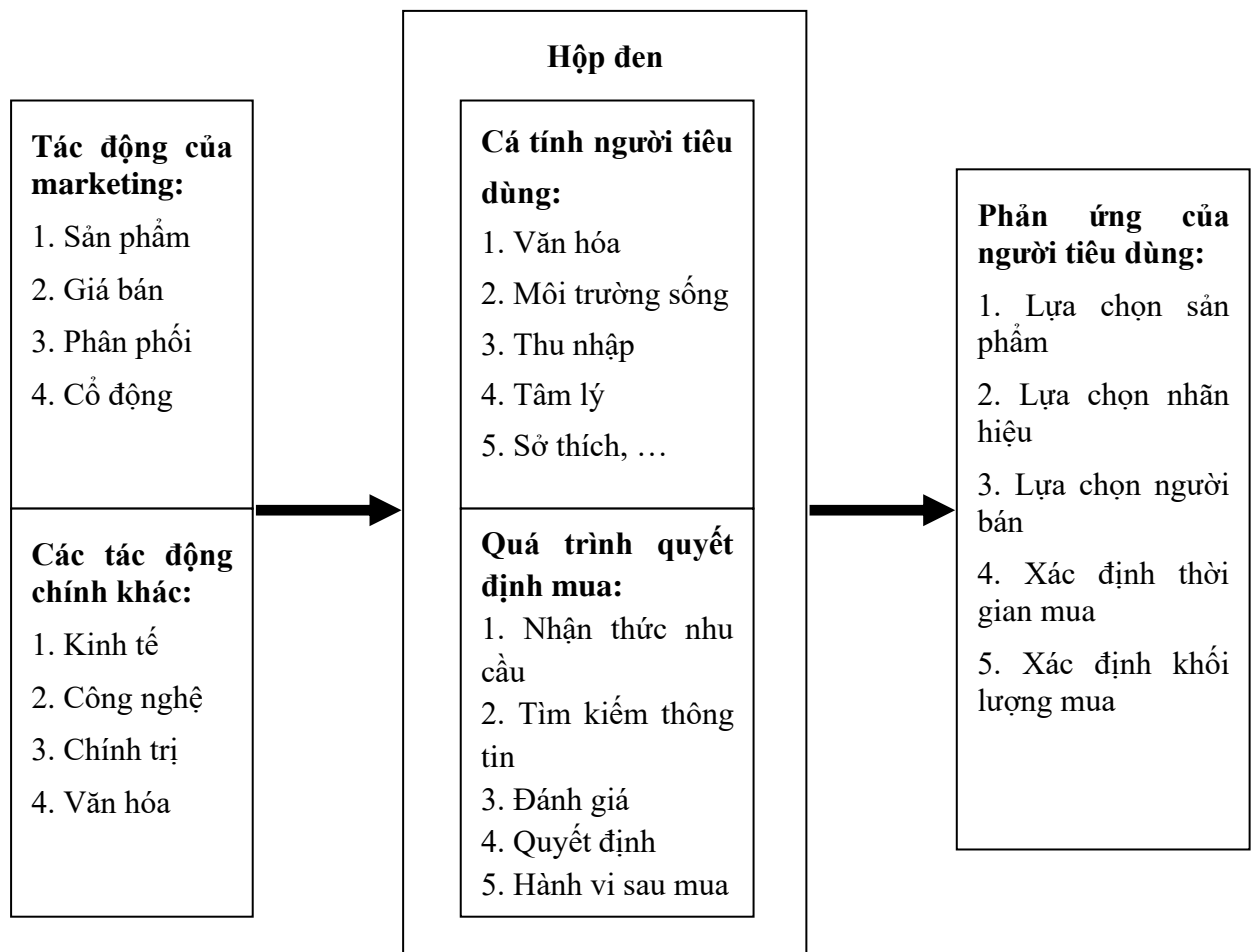 Hộp đen
Tác động của
marketing:
1. Sản phẩm
2. Giá bán
3. Phân phối
4. Cổ động
Các tác động
chính khác:
1. Kinh tế
2. Công nghệ
3. Chính trị
4. Văn hóa
Cá tính người tiêu
dùng:
1. Văn hóa
2. Môi trường sống
3. Thu nhập
4. Tâm lý
5. Sở thích, …
Quá trình quyết
định mua:
1. Nhận thức nhu
cầu
2. Tìm kiếm thông
tin
3. Đánh giá
4. Quyết định
5. Hành vi sau mua
Phản ứng của
người tiêu dùng:
1. Lựa chọn sản
phẩm
2. Lựa chọn nhãn
hiệu
3. Lựa chọn người
bán
4. Xác định thời
gian mua
5. Xác định khối
lượng mua